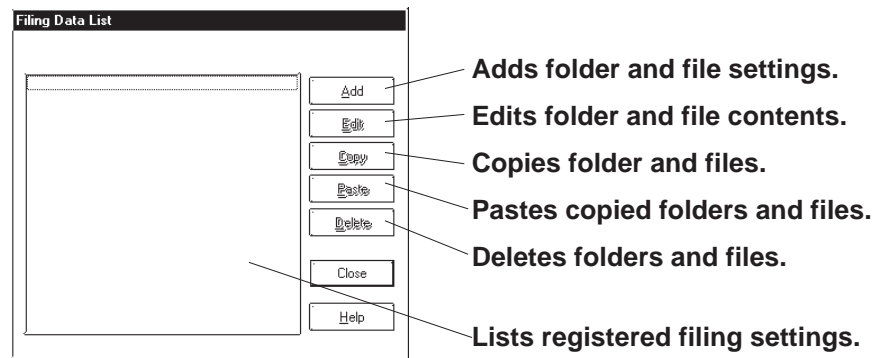 Filing Data List
Add
Edit
Copy
Paste
Delete
Close
Help
Adds folder and file settings.
Edits folder and file contents.
Copies folder and files.
Pastes copied folders and files.
Deletes folders and files.
Lists registered filing settings.